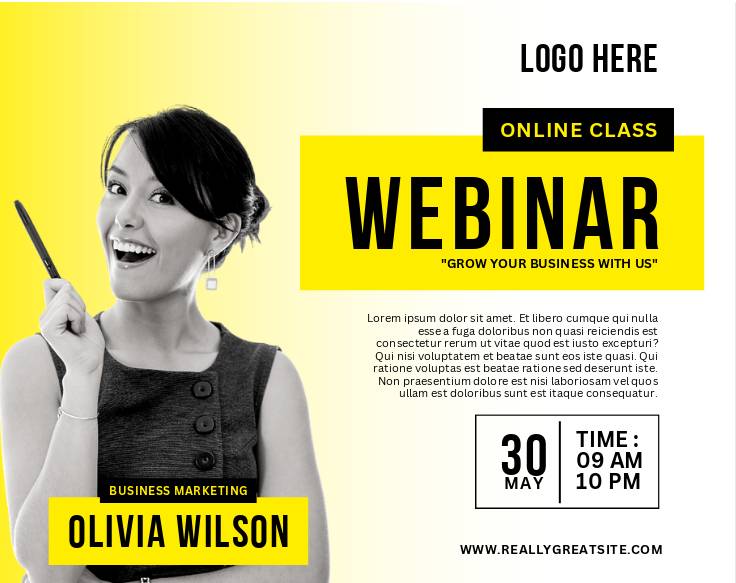 LOGO HERE
ONLINE CLASS
WEBINAR
"GROW YOUR BUSINESS WITH US"
Lorem ipsum dolor sit amet. Et libero cumque qui nulla
esse a fuga doloribus non quasi reiciendis est
consectetur rerum ut vitae quod est iusto excepturi?
Qui nisi voluptatem et beatae sunt eos iste quasi. Qui
ratione voluptas est beatae ratione sed deserunt iste.
Non praesentium dolore est nisi laboriosam vel quos
ullam est doloribus sunt est itaque consequatur.
30
MAY
TIME :
09 AM
10 PM
BUSINESS MARKETING
OLIVIA WILSON
WWW.REALLYGREATSITE.COM